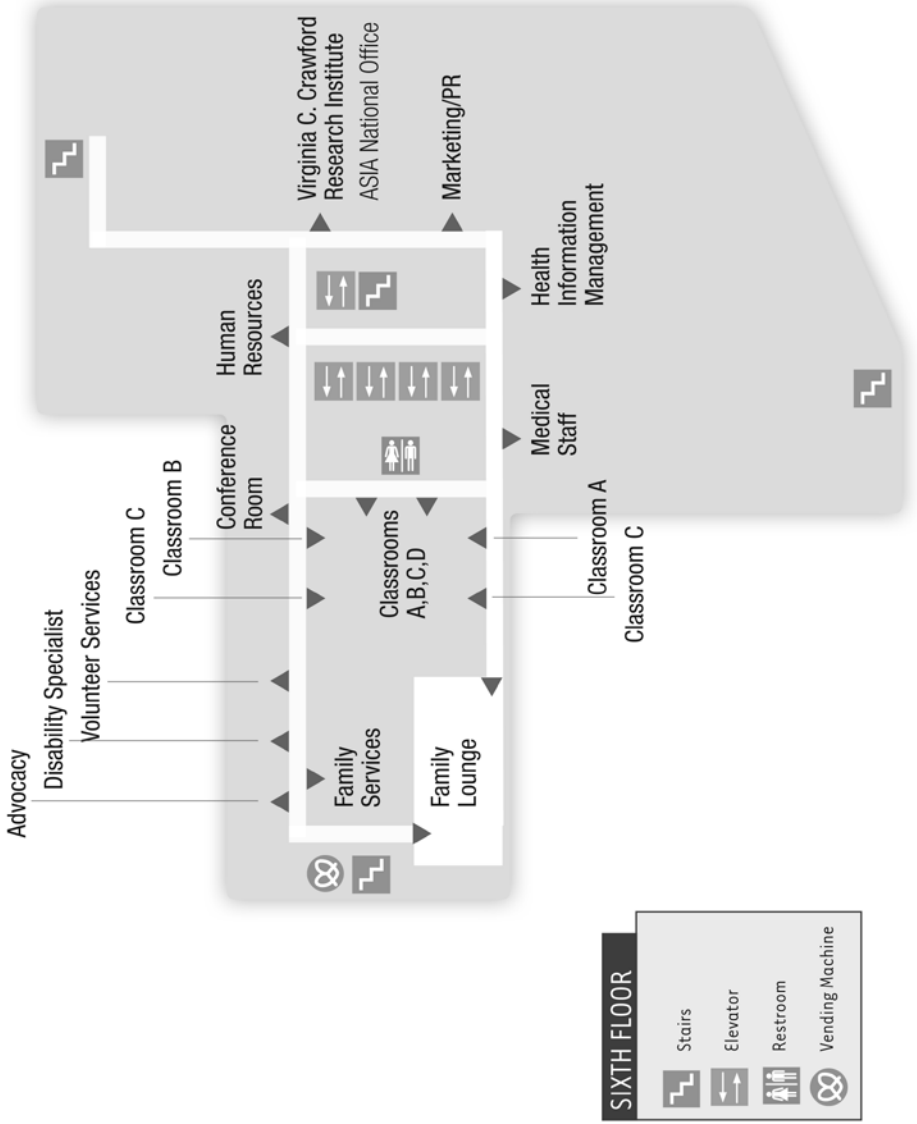 Advocacy
Disability Specialist
Volunteer Services
Classroom C
Classroom B
Conference
Room
Human
Resources
Virginia C. Crawford
Research Institute
ASIA National Office
Marketing/PR
Family
Services
Family
Lounge
Classrooms
A,B,C,D
Medical
Staff
Health
Information
Management
Classroom A
Classroom C
SIXTH FLOOR
Stairs
Elevator
Restroom
Vending Machine